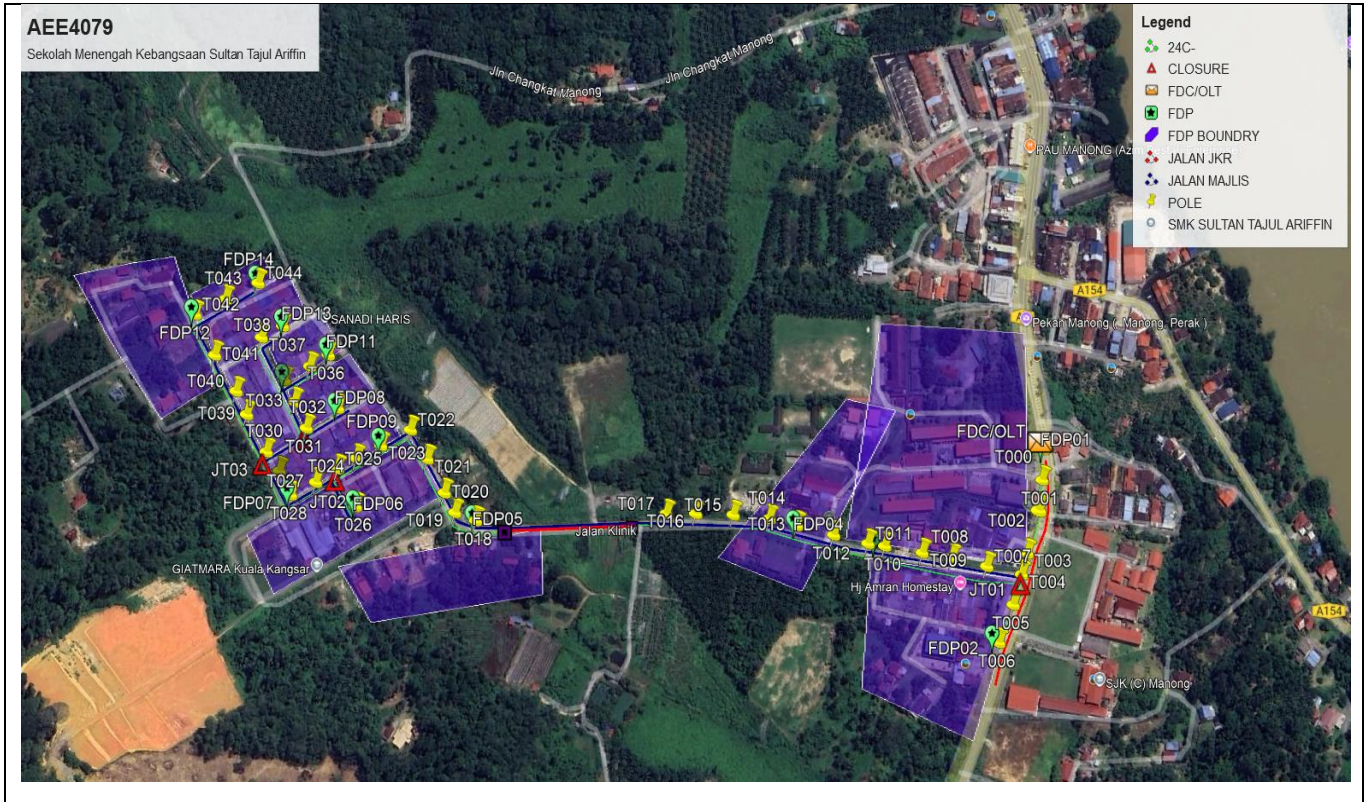 AEE4079
Sekolah Menengah Kebangsaan Sultan Tajul Ariffin
Legend
24C-
CLOSURE
FDC/OLT
FDP
FDP BOUNDRY
JALAN JKR
JALAN MAJLIS
POLE
SMK SULTAN TAJUL ARIFFIN
Jln Changkat Manong
Jln Changkat Manong
PAU MANONG
A154
Pekan Manong ( Manong, Perak )
FDP14
T044
T043
T042
FDP12
FDP13
T038
SANADI HARIS
T037
FDP11
T041
T036
T040
T033
T039
T032
FDP08
T030
FDP09
T022
T031
T023
JT03
T024
T025
T021
T027
JT02
FDP06
T020
FDP07
T028
T026
T019
FDP05
T018
T017
T016
T015
T014
T013
FDP04
Jalan Klinik
T012
T011
T010
T008
T009
T007
T003
T004
FDC/OLT
FDP01
T000
T001
T002
GIATMARA Kuala Kangsar
Hj Amran Homestay
JT01
T005
FDP02
T006
SJK (C) Manong
A154